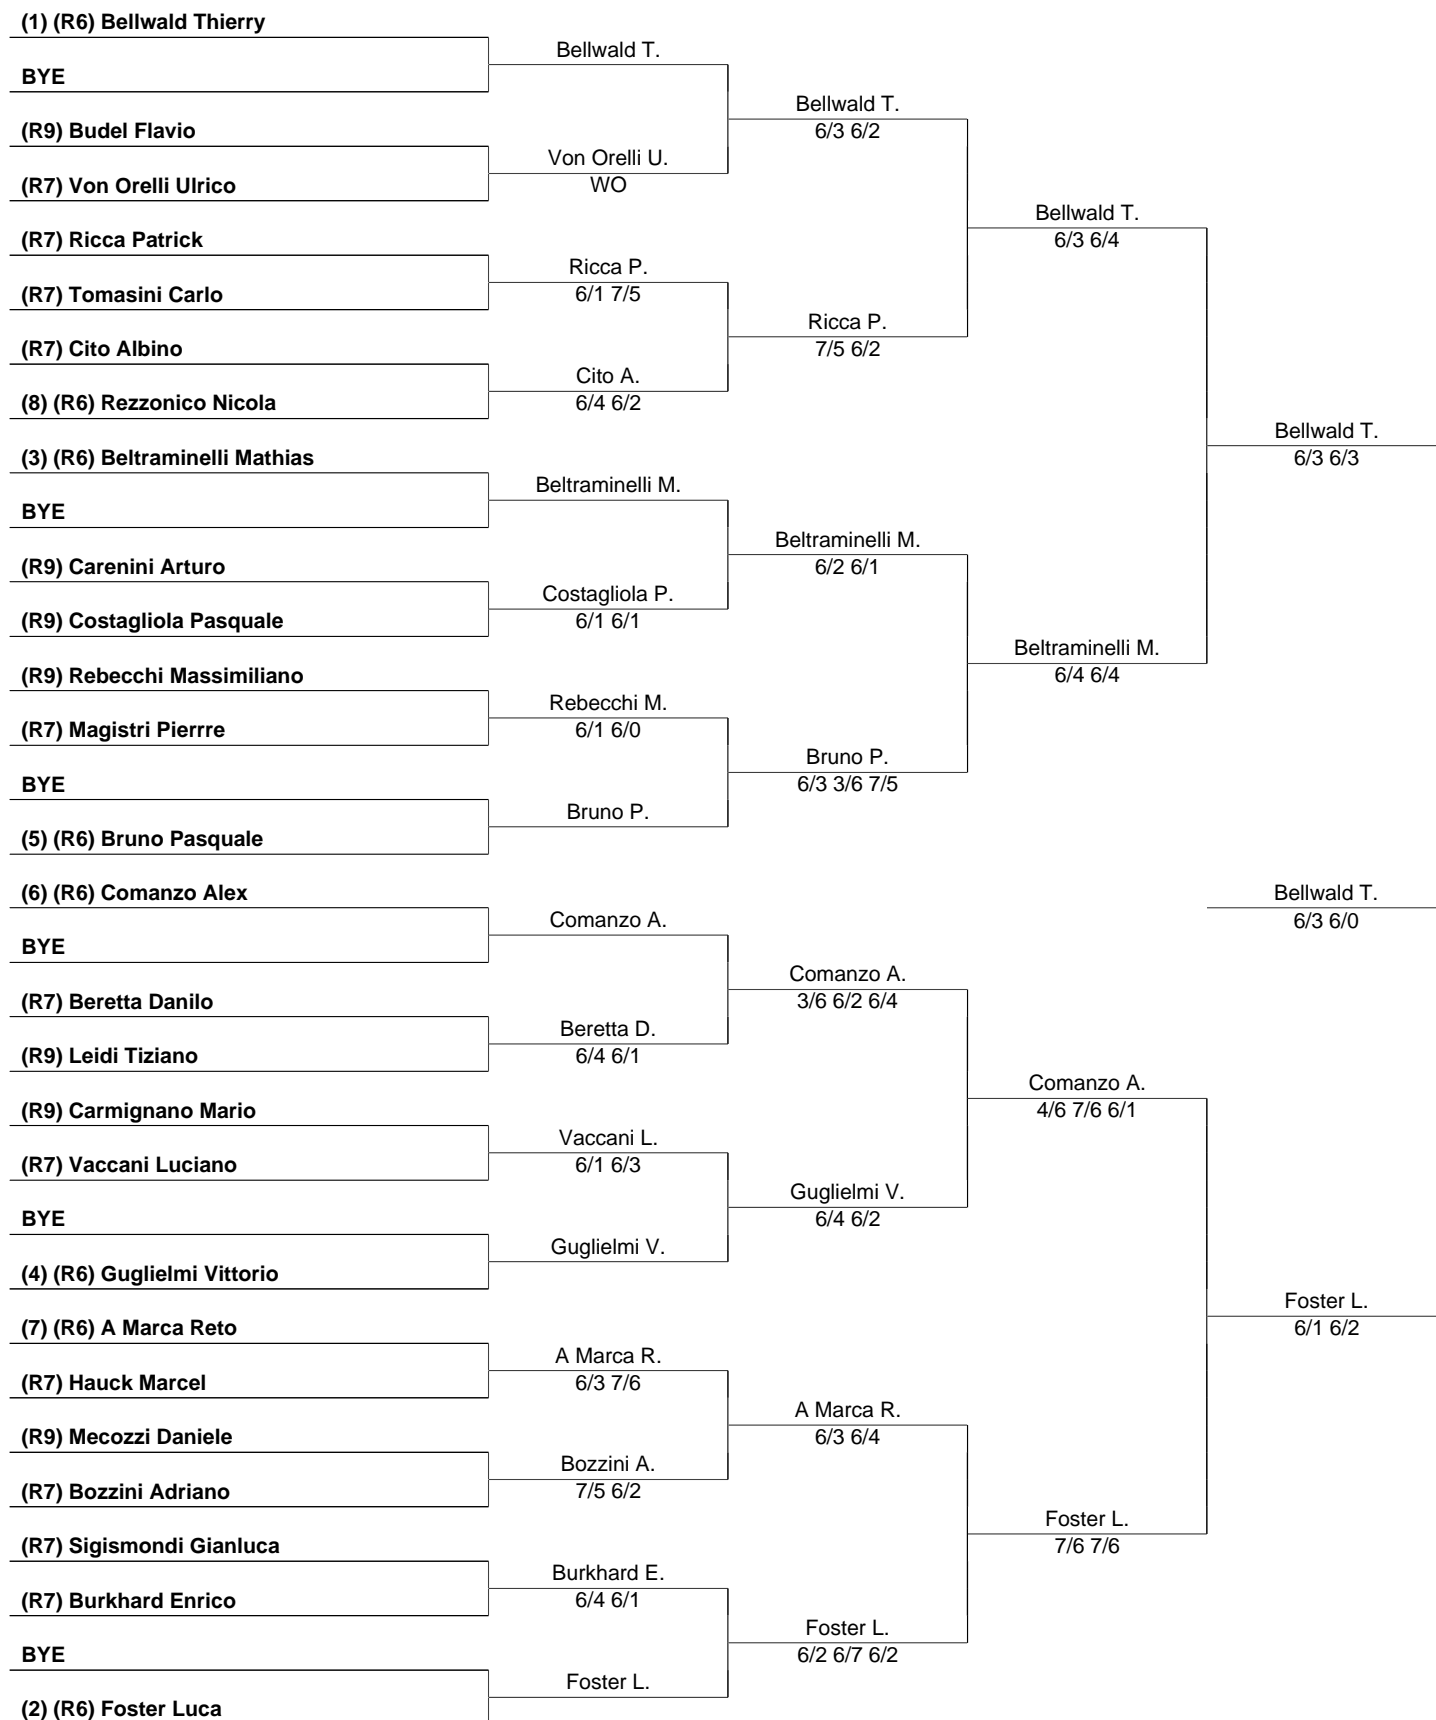 (1) (R6) Bellwald Thierry
BYE
(R9) Budel Flavio
(R7) Von Orelli Ulrico
(R7) Ricca Patrick
(R7) Tomasini Carlo
(R7) Cito Albino
(8) (R6) Rezzonico Nicola
(3) (R6) Beltraminelli Mathias
BYE
(R9) Carenini Arturo
(R9) Costagliola Pasquale
(R9) Rebecchi Massimiliano
(R7) Magistri Pierrre
BYE
(5) (R6) Bruno Pasquale
(6) (R6) Comanzo Alex
BYE
(R7) Beretta Danilo
(R9) Leidi Tiziano
(R9) Carmignano Mario
(R7) Vaccani Luciano
BYE
(4) (R6) Guglielmi Vittorio
(7) (R6) A Marca Reto
(R7) Hauck Marcel
(R9) Mecozzi Daniele
(R7) Bozzini Adriano
(R7) Sigismondi Gianluca
(R7) Burkhard Enrico
BYE
(2) (R6) Foster Luca
Bellwald T.
Von Orelli U.
WO
Ricca P.
6/1 7/5
Cito A.
6/4 6/2
Beltraminelli M.
Costagliola P.
6/1 6/1
Rebecchi M.
6/1 6/0
Bruno P.
Comanzo A.
Beretta D.
6/4 6/1
Vaccani L.
6/1 6/3
Guglielmi V.
A Marca R.
6/3 7/6
Bozzini A.
7/5 6/2
Burkhard E.
6/4 6/1
Foster L.
Bellwald T.
6/3 6/2
Ricca P.
7/5 6/2
Beltraminelli M.
6/2 6/1
Bruno P.
6/3 3/6 7/5
Comanzo A.
3/6 6/2 6/4
Guglielmi V.
6/4 6/2
A Marca R.
6/3 6/4
Foster L.
6/2 6/7 6/2
Bellwald T.
6/3 6/4
Beltraminelli M.
6/4 6/4
Comanzo A.
4/6 7/6 6/1
Foster L.
7/6 7/6
Bellwald T.
6/3 6/3
Bellwald T.
6/3 6/0
Foster L.
6/1 6/2